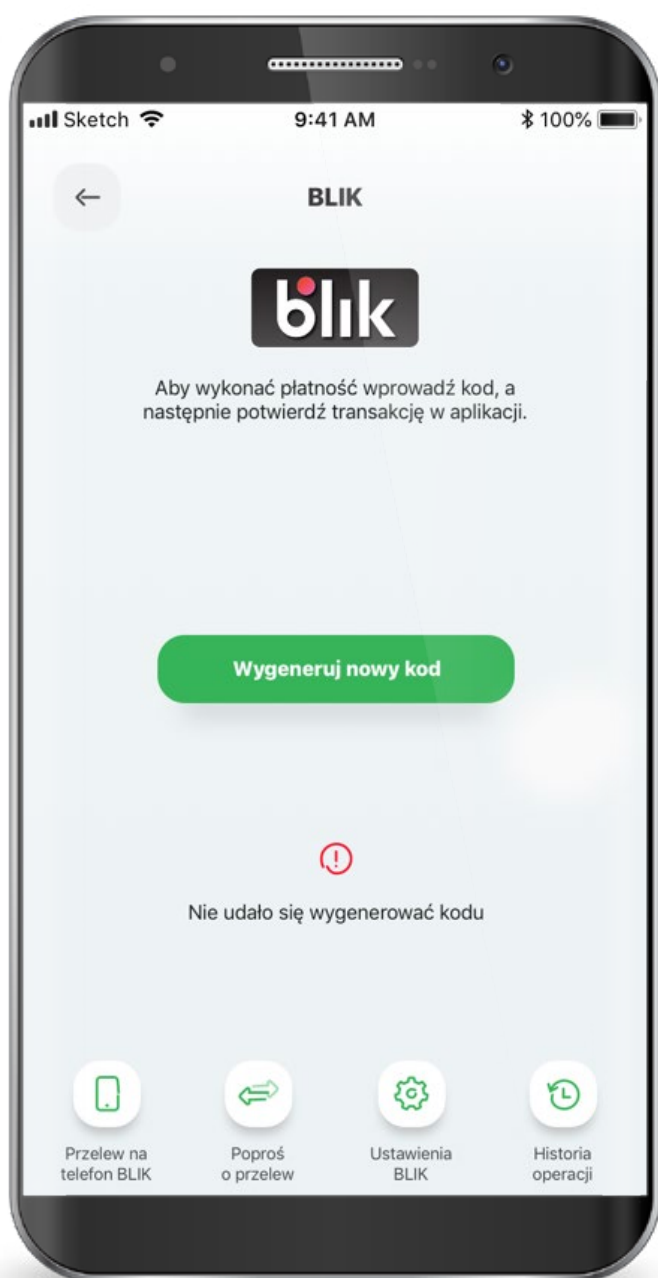 Sketch 9:41 AM 100%
BLIK
blik
Aby wykonać płatność wprowadź kod, a
następnie potwierdź transakcję w aplikacji.
Wygeneruj nowy kod
Nie udało się wygenerować kodu
Przelew na
telefon BLIK
Poproś
o przelew
Ustawienia
BLIK
Historia
operacji